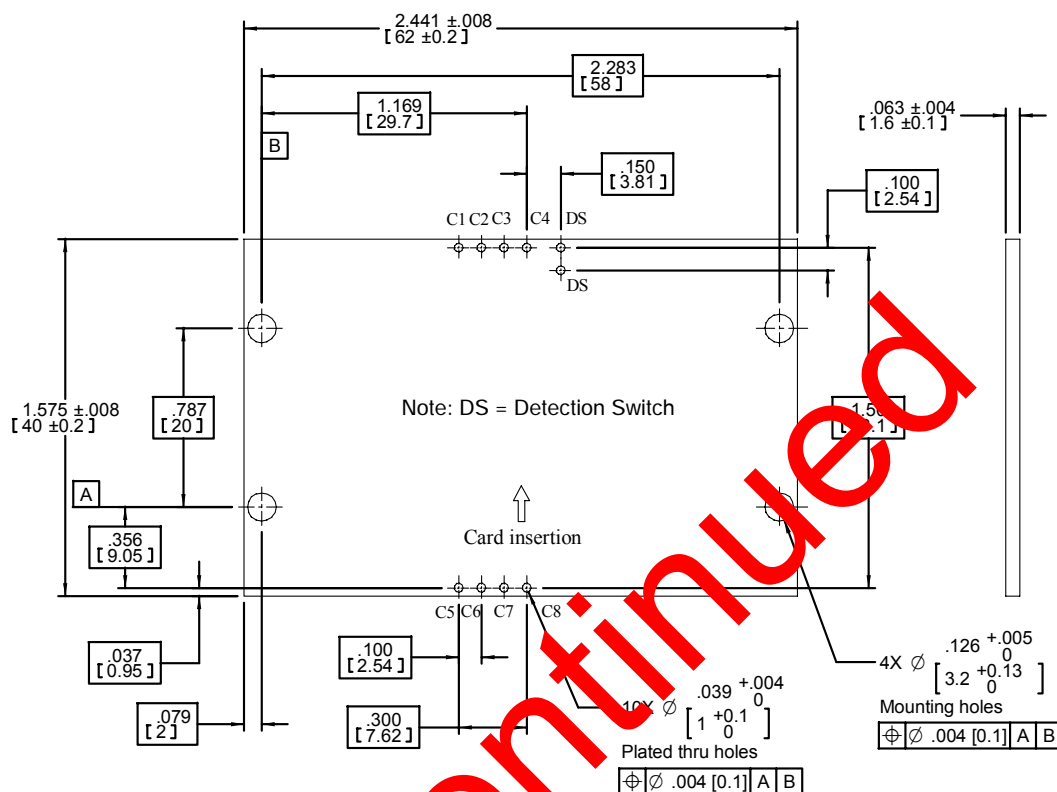 2.441 ±.008
[62 ±0.2]
2.283
[58]
1.169
[29.7]
.063 ±.004
[1.6 ±0.1]
B
.150
[3.81]
.100
[2.54]
C1 C2 C3 C4 DS
DS
1.575 ±.008
[40 ±0.2]
.787
[20]
Note: DS = Detection Switch
A
.356
[9.05]
Card insertion
C5 C6 C7 C8
.037
[0.95]
.100
[2.54]
.079
[2]
.300
[7.62]
10X Ø .039 +.004 0
[1 +0.1 0]
Plated thru holes
⌖ Ø .004 [0.1] A B
4X Ø .126 +.005 0
[3.2 +0.13 0]
Mounting holes
⌖ Ø .004 [0.1] A B